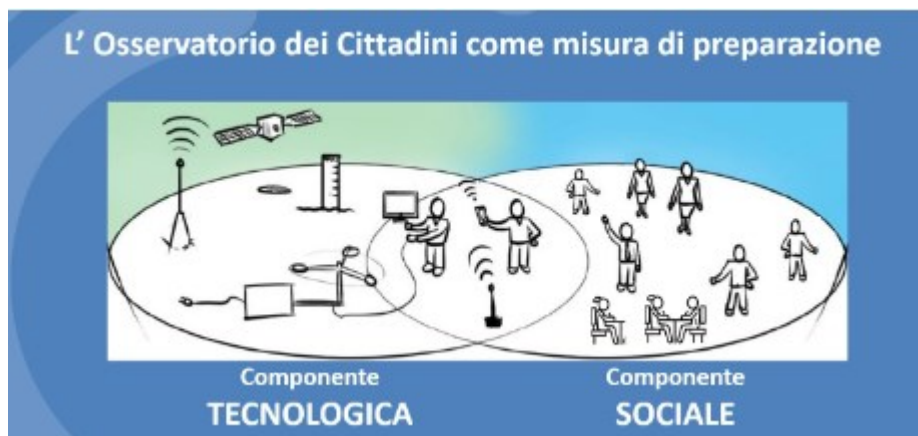 L' Osservatorio dei Cittadini come misura di preparazione
Componente
TECNOLOGICA
Componente
SOCIALE